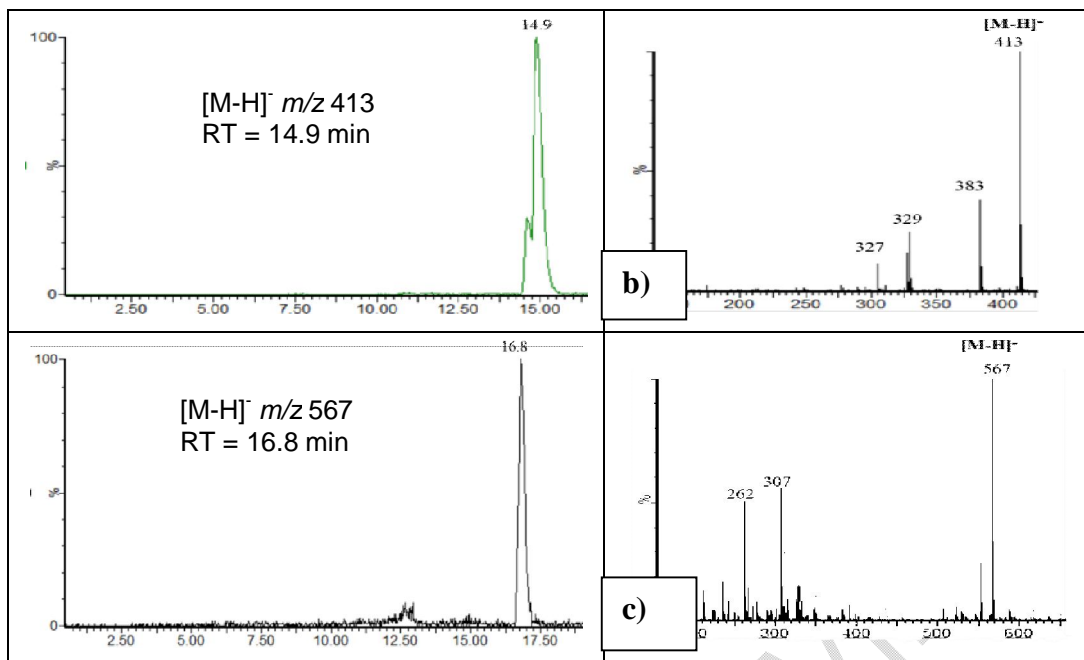 14.9
100
%
0
[M-H]- m/z 413
RT = 14.9 min
2.50 5.00 7.50 10.00 12.50 15.00
[M-H]-
413
383
329
327
%
b)
200 250 300 350 400
16.8
100
%
0
[M-H]- m/z 567
RT = 16.8 min
2.50 5.00 7.50 10.00 12.50 15.00 17.50
[M-H]-
567
262 307
%
c)
300 400 500 600